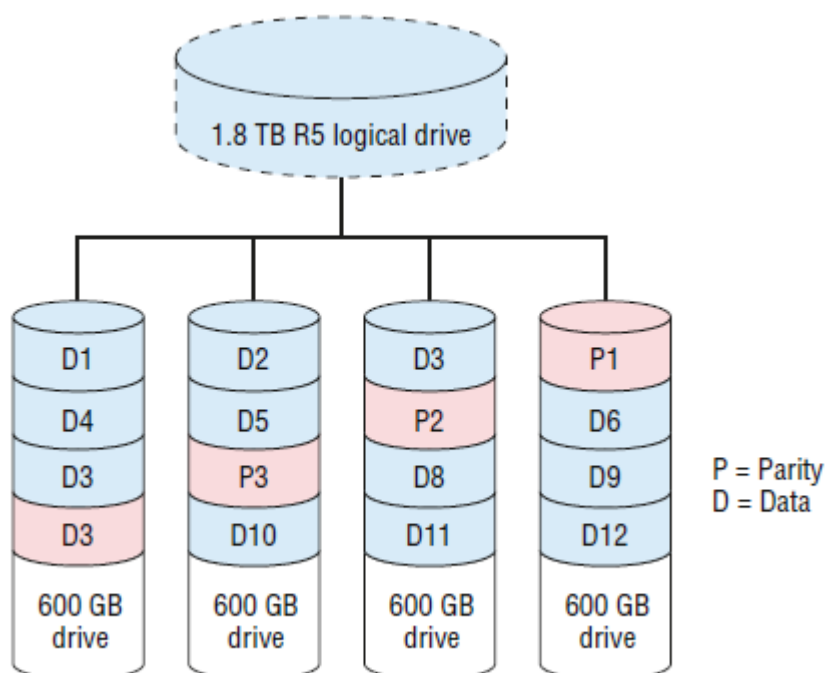 1.8 TB R5 logical drive
D1
D2
D3
P1
D4
D5
P2
D6
D3
P3
D8
D9
D3
D10
D11
D12
P = Parity
D = Data
600 GB
drive
600 GB
drive
600 GB
drive
600 GB
drive